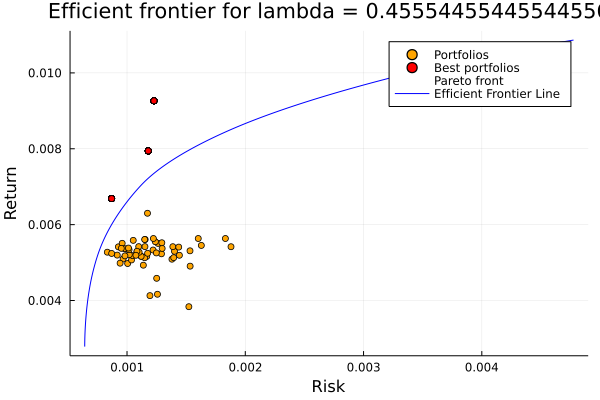 Efficient frontier for lambda = 0.4555445544554455
Portfolios
Best portfolios
Pareto front
Efficient Frontier Line
0.010
0.008
0.006
0.004
Return
0.001
0.002
0.003
0.004
Risk